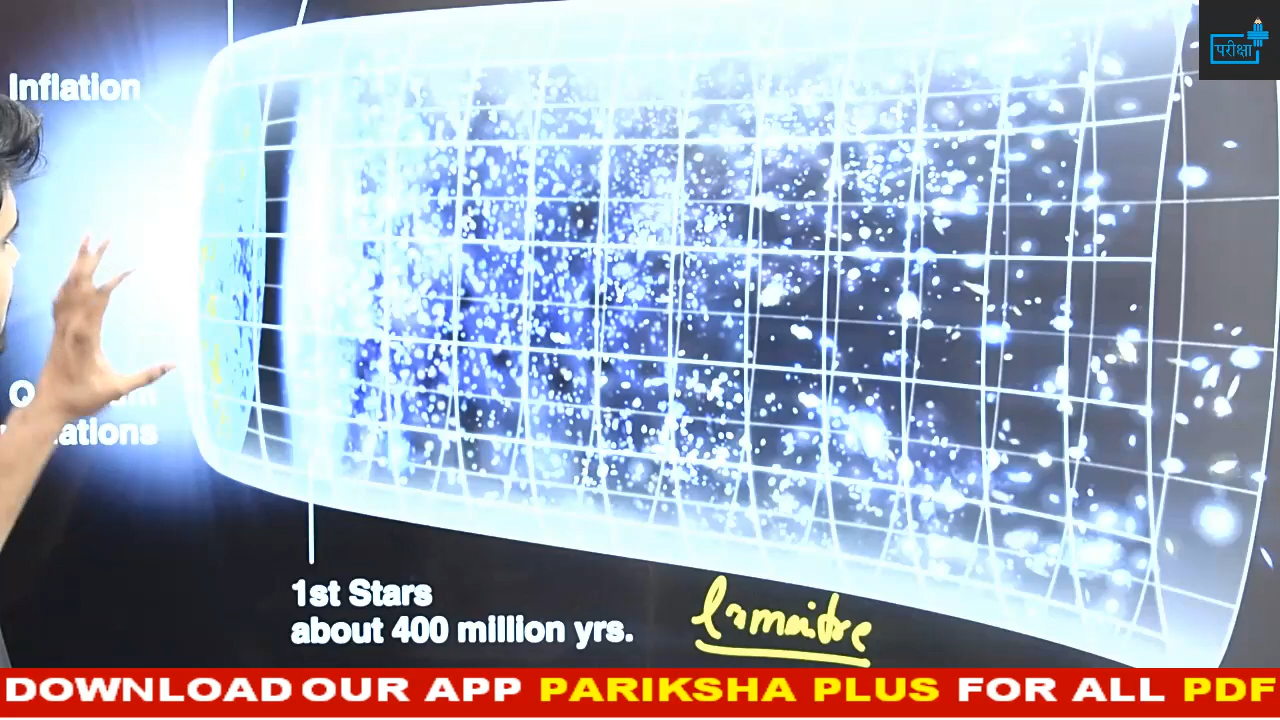 परीक्षा
Inflation
1st Stars
about 400 million yrs.
lemaitre
DOWNLOAD OUR APP PARIKSHA PLUS FOR ALL PDF